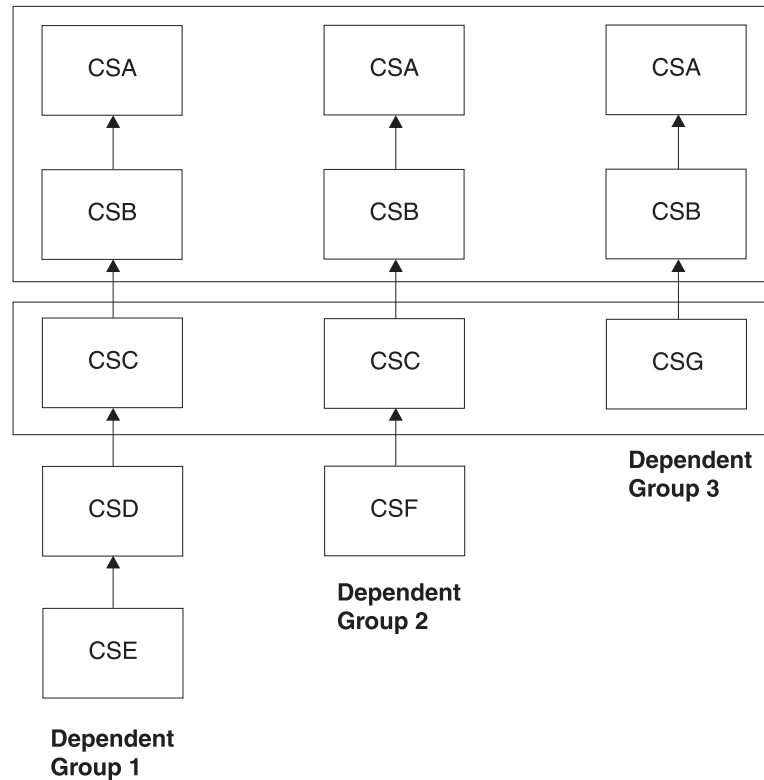 CSA
CSA
CSA
CSB
CSB
CSB
CSC
CSC
CSG
Dependent
Group 3
CSD
CSF
Dependent
Group 2
CSE
Dependent
Group 1